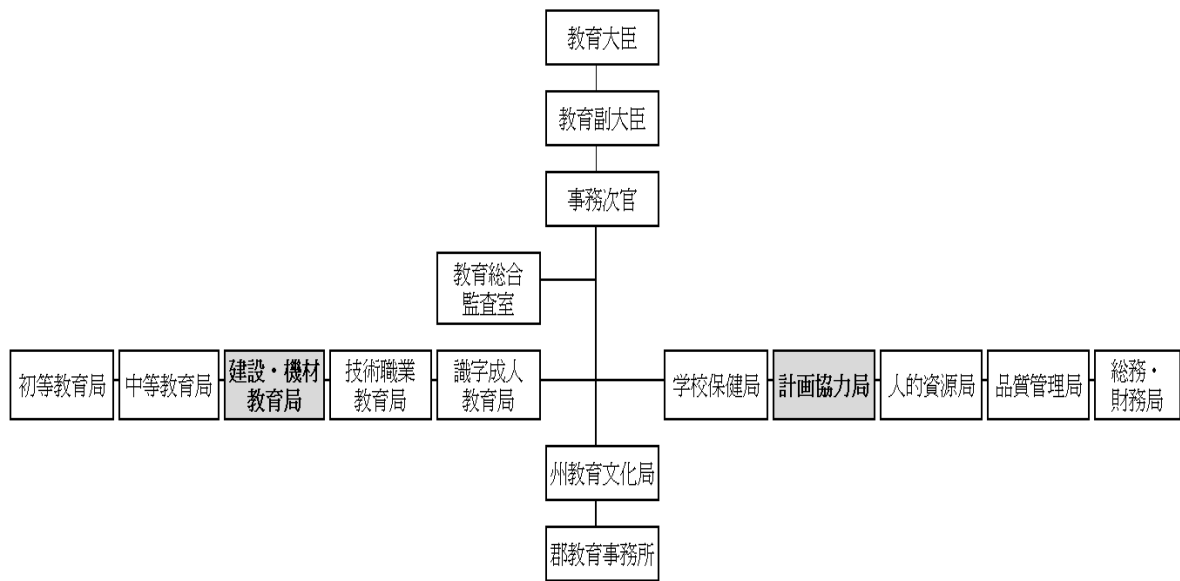 教育大臣
教育副大臣
事務次官
教育総合
監査室
初等教育局
中等教育局
建設・機材
教育局
技術職業
教育局
識字成人
教育局
学校保健局
計画協力局
人的資源局
品質管理局
総務・
財務局
州教育文化局
郡教育事務所